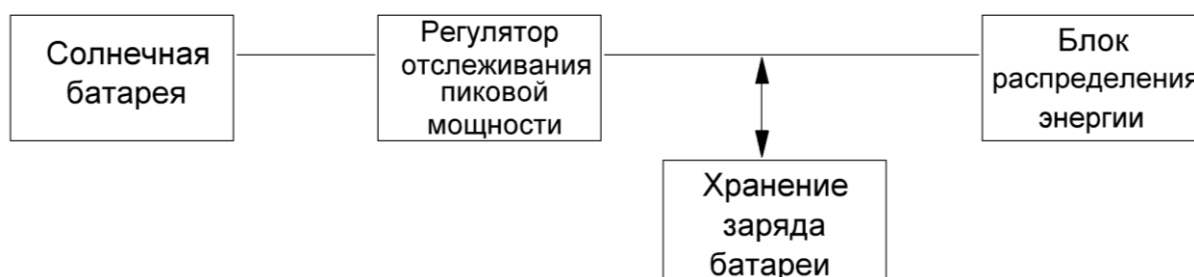 Солнечная
батарея
Регулятор
отслеживания
пиковой
мощности
Блок
распределения
энергии
Хранение
заряда
батареи